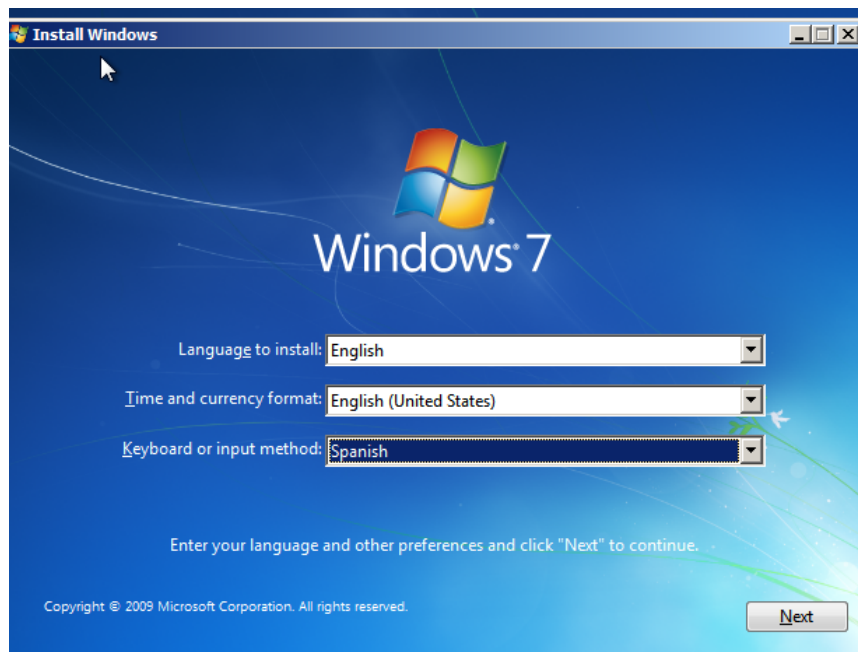 Install Windows
Windows® 7
Language to install: English
Time and currency format: English (United States)
Keyboard or input method: Spanish
Enter your language and other preferences and click "Next" to continue.
Copyright © 2009 Microsoft Corporation. All rights reserved.
Next